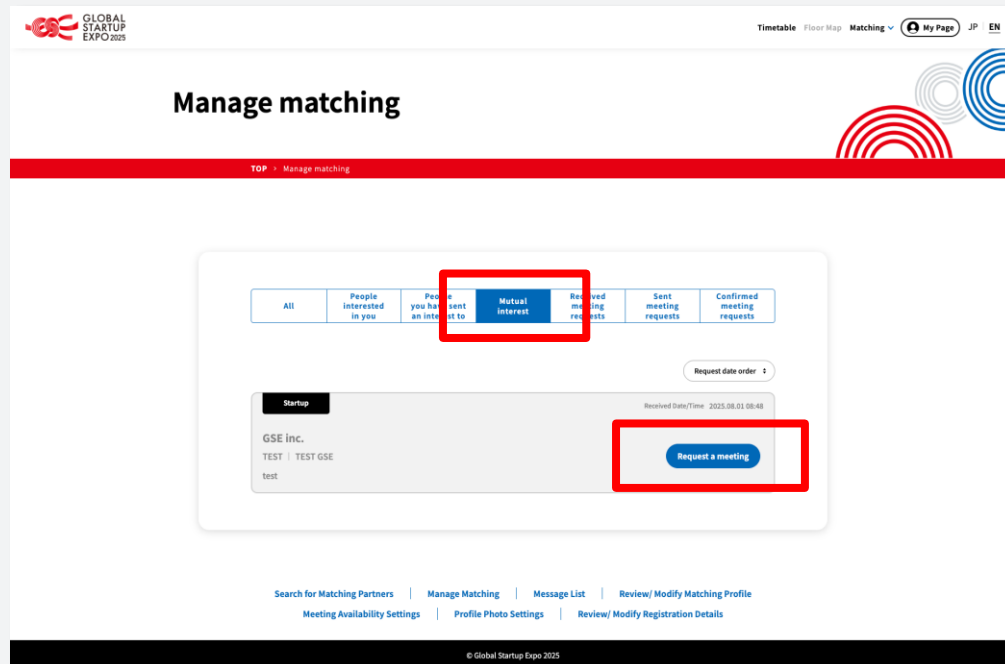 GLOBAL
STARTUP
EXPO 2025
Timetable Floor Map Matching My Page JP EN
Manage matching
TOP > Manage matching
All
People
interested
in you
People
you have sent
an interest to
Mutual
interest
Received
meeting
requests
Sent
meeting
requests
Confirmed
meeting
requests
Request date order
Startup
Received Date/Time 2025.08.01 08:48
GSE inc.
TEST | TEST GSE
Request a meeting
test
Search for Matching Partners | Manage Matching | Message List | Review/ Modify Matching Profile
Meeting Availability Settings | Profile Photo Settings | Review/ Modify Registration Details
© Global Startup Expo 2025